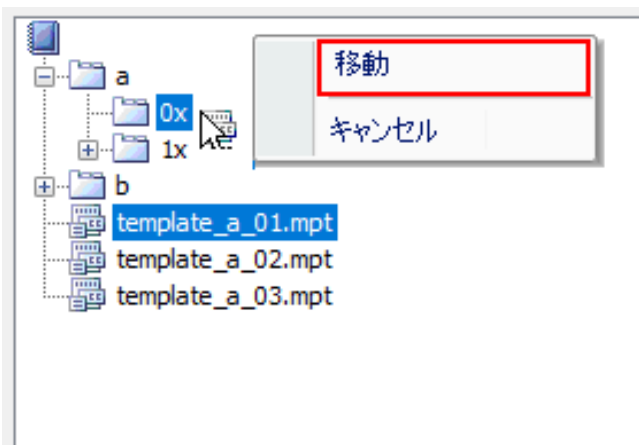 a
移動
0x
キャンセル
1x
b
template_a_01.mpt
template_a_02.mpt
template_a_03.mpt